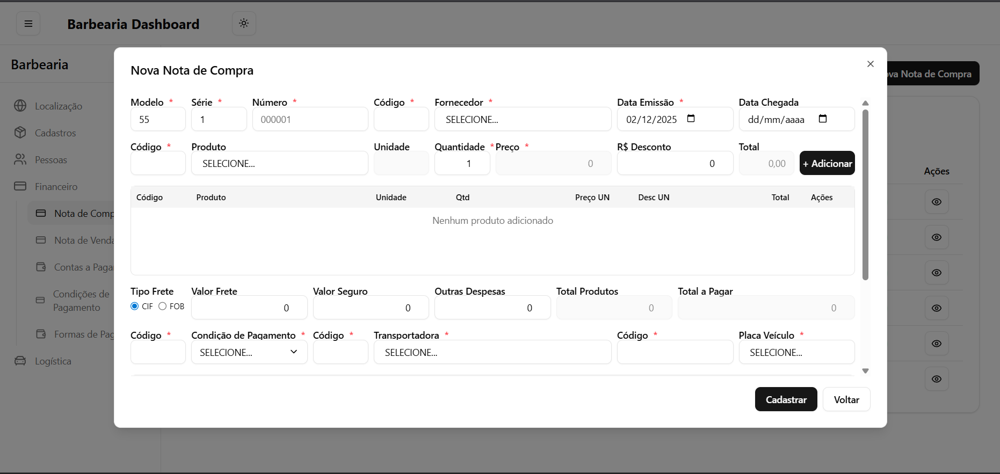 Barbearia Dashboard
Barbearia
Localização
Cadastros
Pessoas
Financeiro
Nota de Comp
Nota de Venda
Contas a Paga
Condições de
Pagamento
Formas de Pag
Logística
ova Nota de Compra
Ações
Nova Nota de Compra
Modelo * Série * Número * Código * Fornecedor * Data Emissão * Data Chegada
55 1 000001 SELECIONE... 02/12/2025 dd/mm/aaaa
Código * Produto Unidade Quantidade * Preço * R$ Desconto Total
SELECIONE... 1 0 0 0,00 + Adicionar
Código Produto Unidade Qtd Preço UN Desc UN Total Ações
Nenhum produto adicionado
Tipo Frete Valor Frete Valor Seguro Outras Despesas Total Produtos Total a Pagar
CIF FOB 0 0 0 0 0
Código * Condição de Pagamento * Código * Transportadora * Código * Placa Veículo *
SELECIONE... SELECIONE... SELECIONE...
Cadastrar Voltar